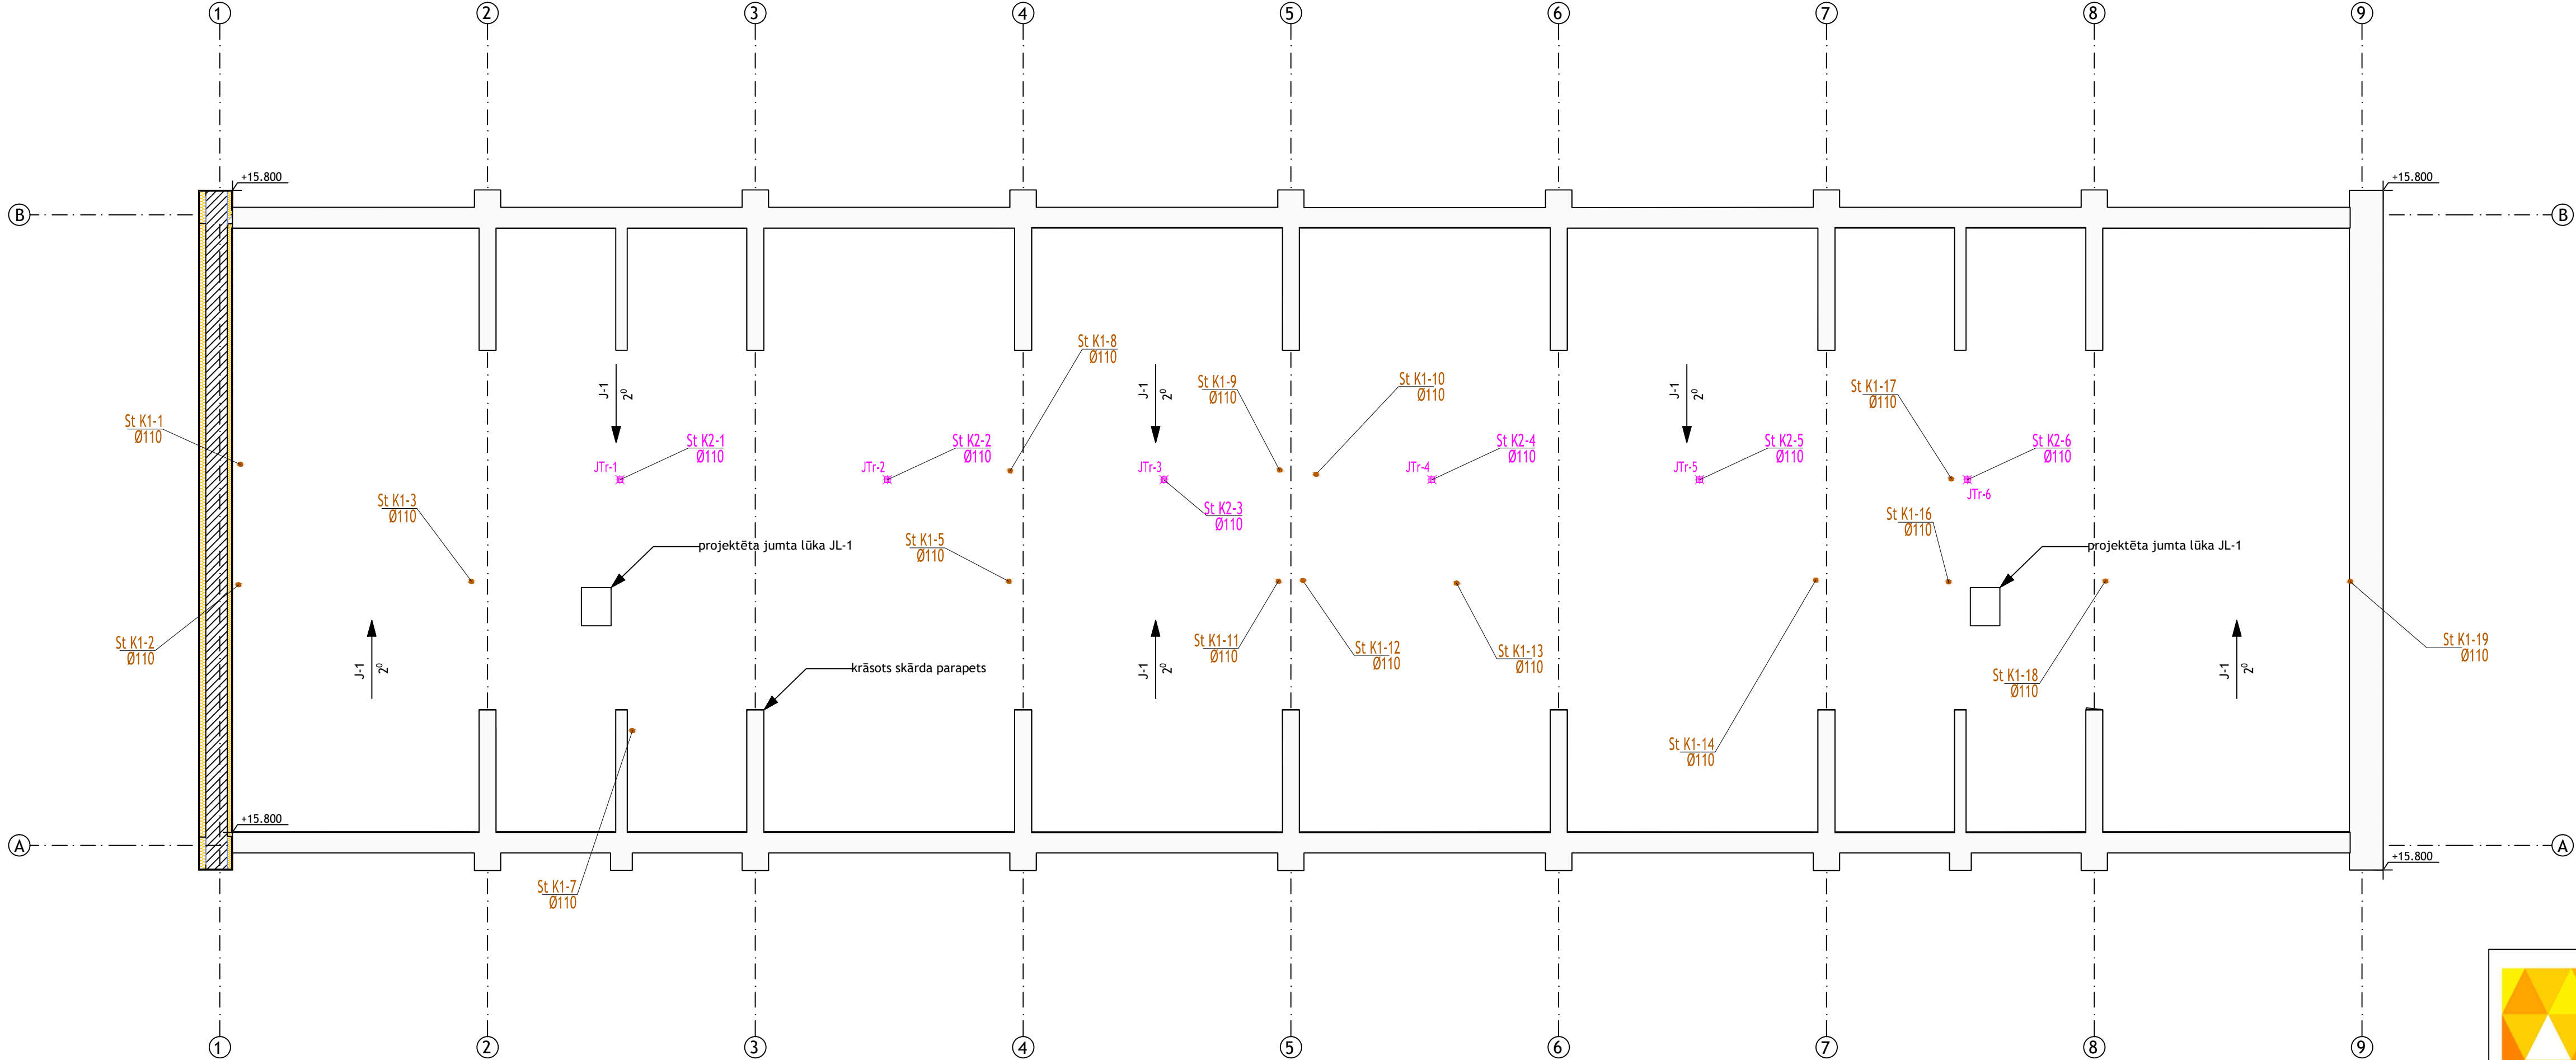 1 2 3 4 5 6 7 8 9
+15.800
+15.800
B
B
St K1-8
Ø110
St K1-9
Ø110
St K1-10
Ø110
St K1-17
Ø110
J-1
2⁰
J-1
2⁰
J-1
2⁰
St K1-1
Ø110
St K2-1
Ø110
JTr-1
St K2-2
Ø110
JTr-2
JTr-3
St K2-3
Ø110
St K2-4
Ø110
JTr-4
St K2-5
Ø110
JTr-5
St K2-6
Ø110
JTr-6
St K1-3
Ø110
St K1-5
Ø110
St K1-16
Ø110
projektēta jumta lūka JL-1
projektēta jumta lūka JL-1
St K1-2
Ø110
St K1-11
Ø110
St K1-12
Ø110
St K1-13
Ø110
St K1-19
Ø110
J-1
2⁰
J-1
2⁰
J-1
2⁰
krāsots skārda parapets
St K1-18
Ø110
St K1-14
Ø110
+15.800
A
A
+15.800
St K1-7
Ø110
1 2 3 4 5 6 7 8 9